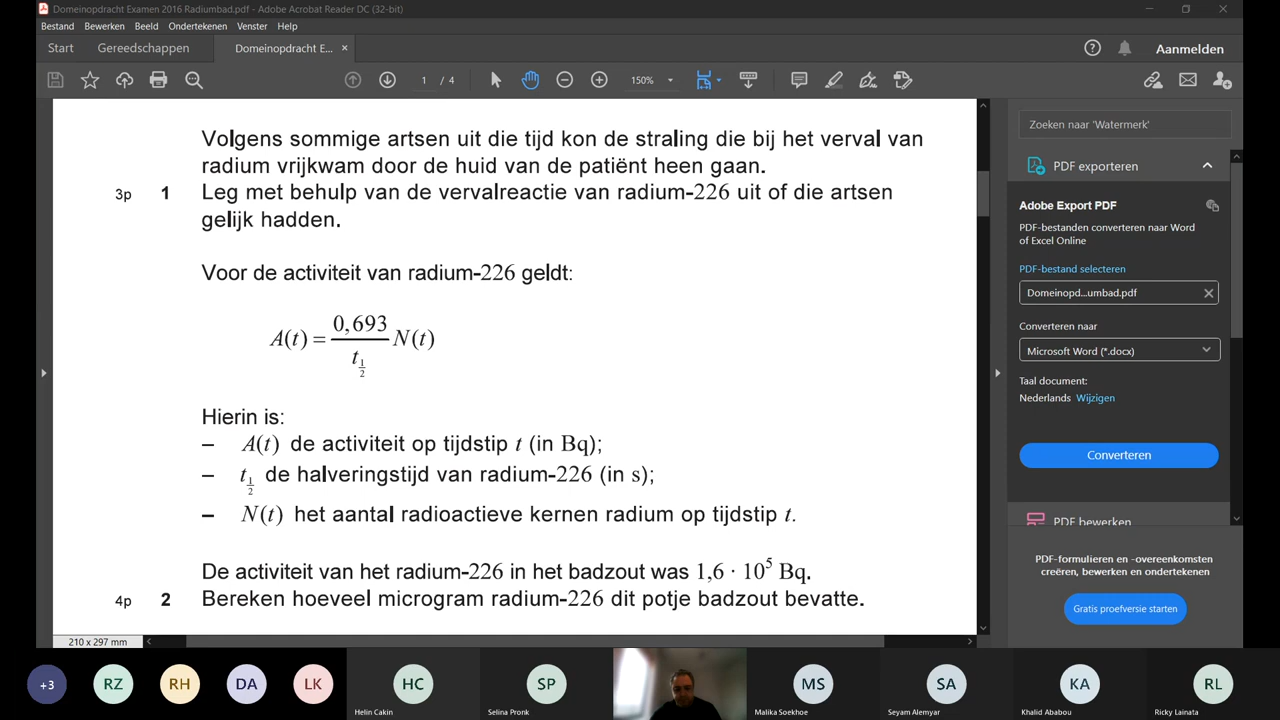 Domeinopdracht Examen 2016 Radiumbad.pdf - Adobe Acrobat Reader DC (32-bit)
Bestand Bewerken Beeld Ondertekenen Venster Help
Start Gereedschappen Domeinopdracht E... × Aanmelden
1 / 4 150%
Volgens sommige artsen uit die tijd kon de straling die bij het verval van
radium vrijkwam door de huid van de patiënt heen gaan.
3p 1 Leg met behulp van de vervalreactie van radium-226 uit of die artsen
gelijk hadden.
Voor de activiteit van radium-226 geldt:
A(t) = 0,693 / t½ N(t)
Hierin is:
– A(t) de activiteit op tijdstip t (in Bq);
– t½ de halveringstijd van radium-226 (in s);
– N(t) het aantal radioactieve kernen radium op tijdstip t.
De activiteit van het radium-226 in het badzout was 1,6 · 10⁵ Bq.
4p 2 Bereken hoeveel microgram radium-226 dit potje badzout bevatte.
210 x 297 mm
Zoeken naar 'Watermerk'
PDF exporteren
Adobe Export PDF
PDF-bestanden converteren naar Word
of Excel Online
PDF-bestand selecteren
Domeinopd...umbad.pdf
Converteren naar
Microsoft Word (*.docx)
Taal document:
Nederlands Wijzigen
Converteren
PDF bewerken
PDF-formulieren en -overeenkomsten
creëren, bewerken en ondertekenen
Gratis proefversie starten
+3 RZ RH DA LK HC SP MS SA KA RL
Helin Cakin Selina Pronk Malika Soekhoe Seyam Alemyar Khalid Ababou Ricky Lainata